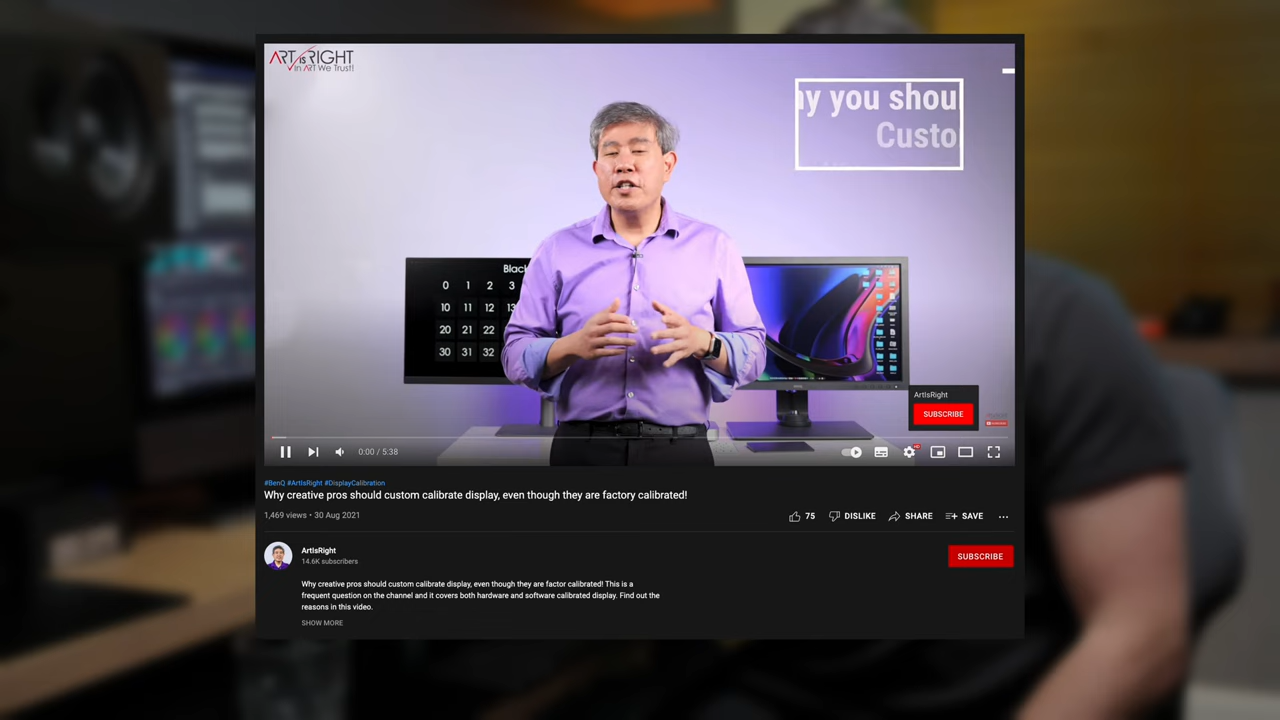 ART is RIGHT
in ART We Trust!
hy you shou
Custo
Black
0 1 2 3
10 11 12 13
20 21 22
30 31 32
ArtIsRight
SUBSCRIBE
0:00 / 5:38
HD
#BenQ #ArtIsRight #DisplayCalibration
Why creative pros should custom calibrate display, even though they are factory calibrated!
1,469 views • 30 Aug 2021
75 DISLIKE SHARE SAVE
ArtIsRight
14.6K subscribers
SUBSCRIBE
Why creative pros should custom calibrate display, even though they are factor calibrated! This is a
frequent question on the channel and it covers both hardware and software calibrated display. Find out the
reasons in this video.
SHOW MORE